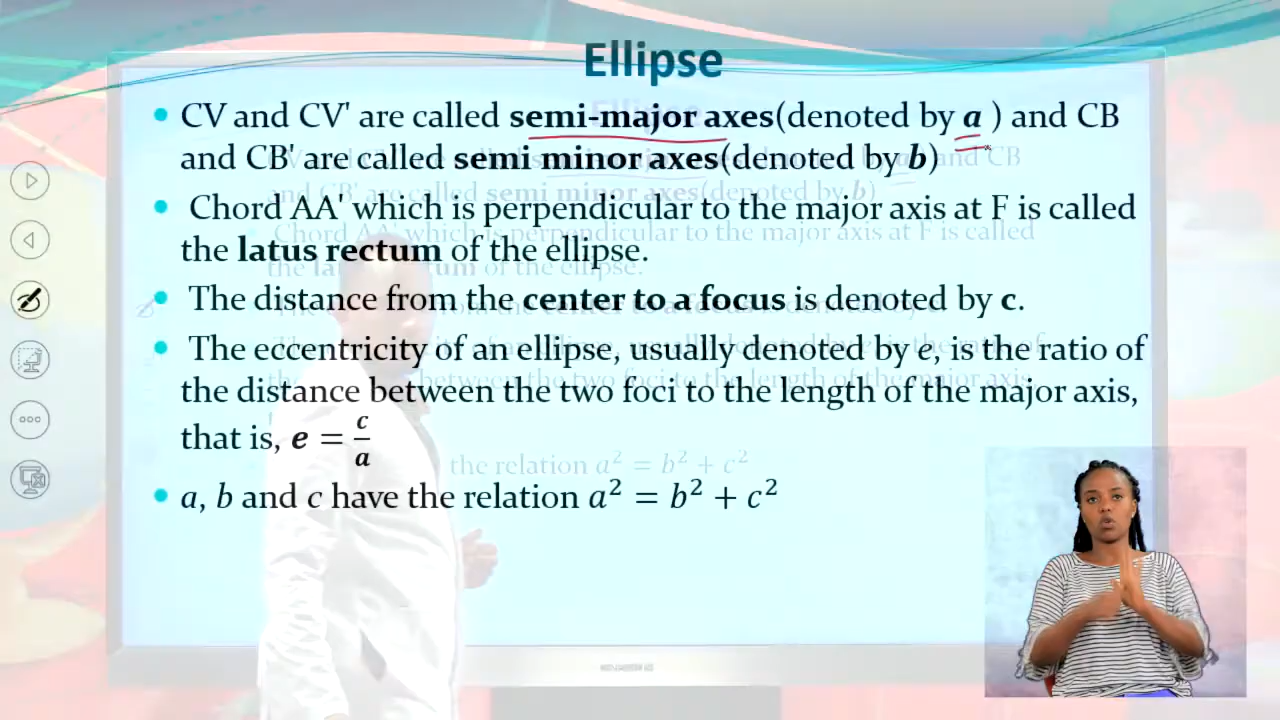 Ellipse
• CV and CV' are called semi-major axes(denoted by a ) and CB
and CB' are called semi minor axes(denoted by b)
• Chord AA' which is perpendicular to the major axis at F is called
the latus rectum of the ellipse.
• The distance from the center to a focus is denoted by c.
• The eccentricity of an ellipse, usually denoted by e, is the ratio of
the distance between the two foci to the length of the major axis,
that is, e = c/a
• a, b and c have the relation a² = b² + c²